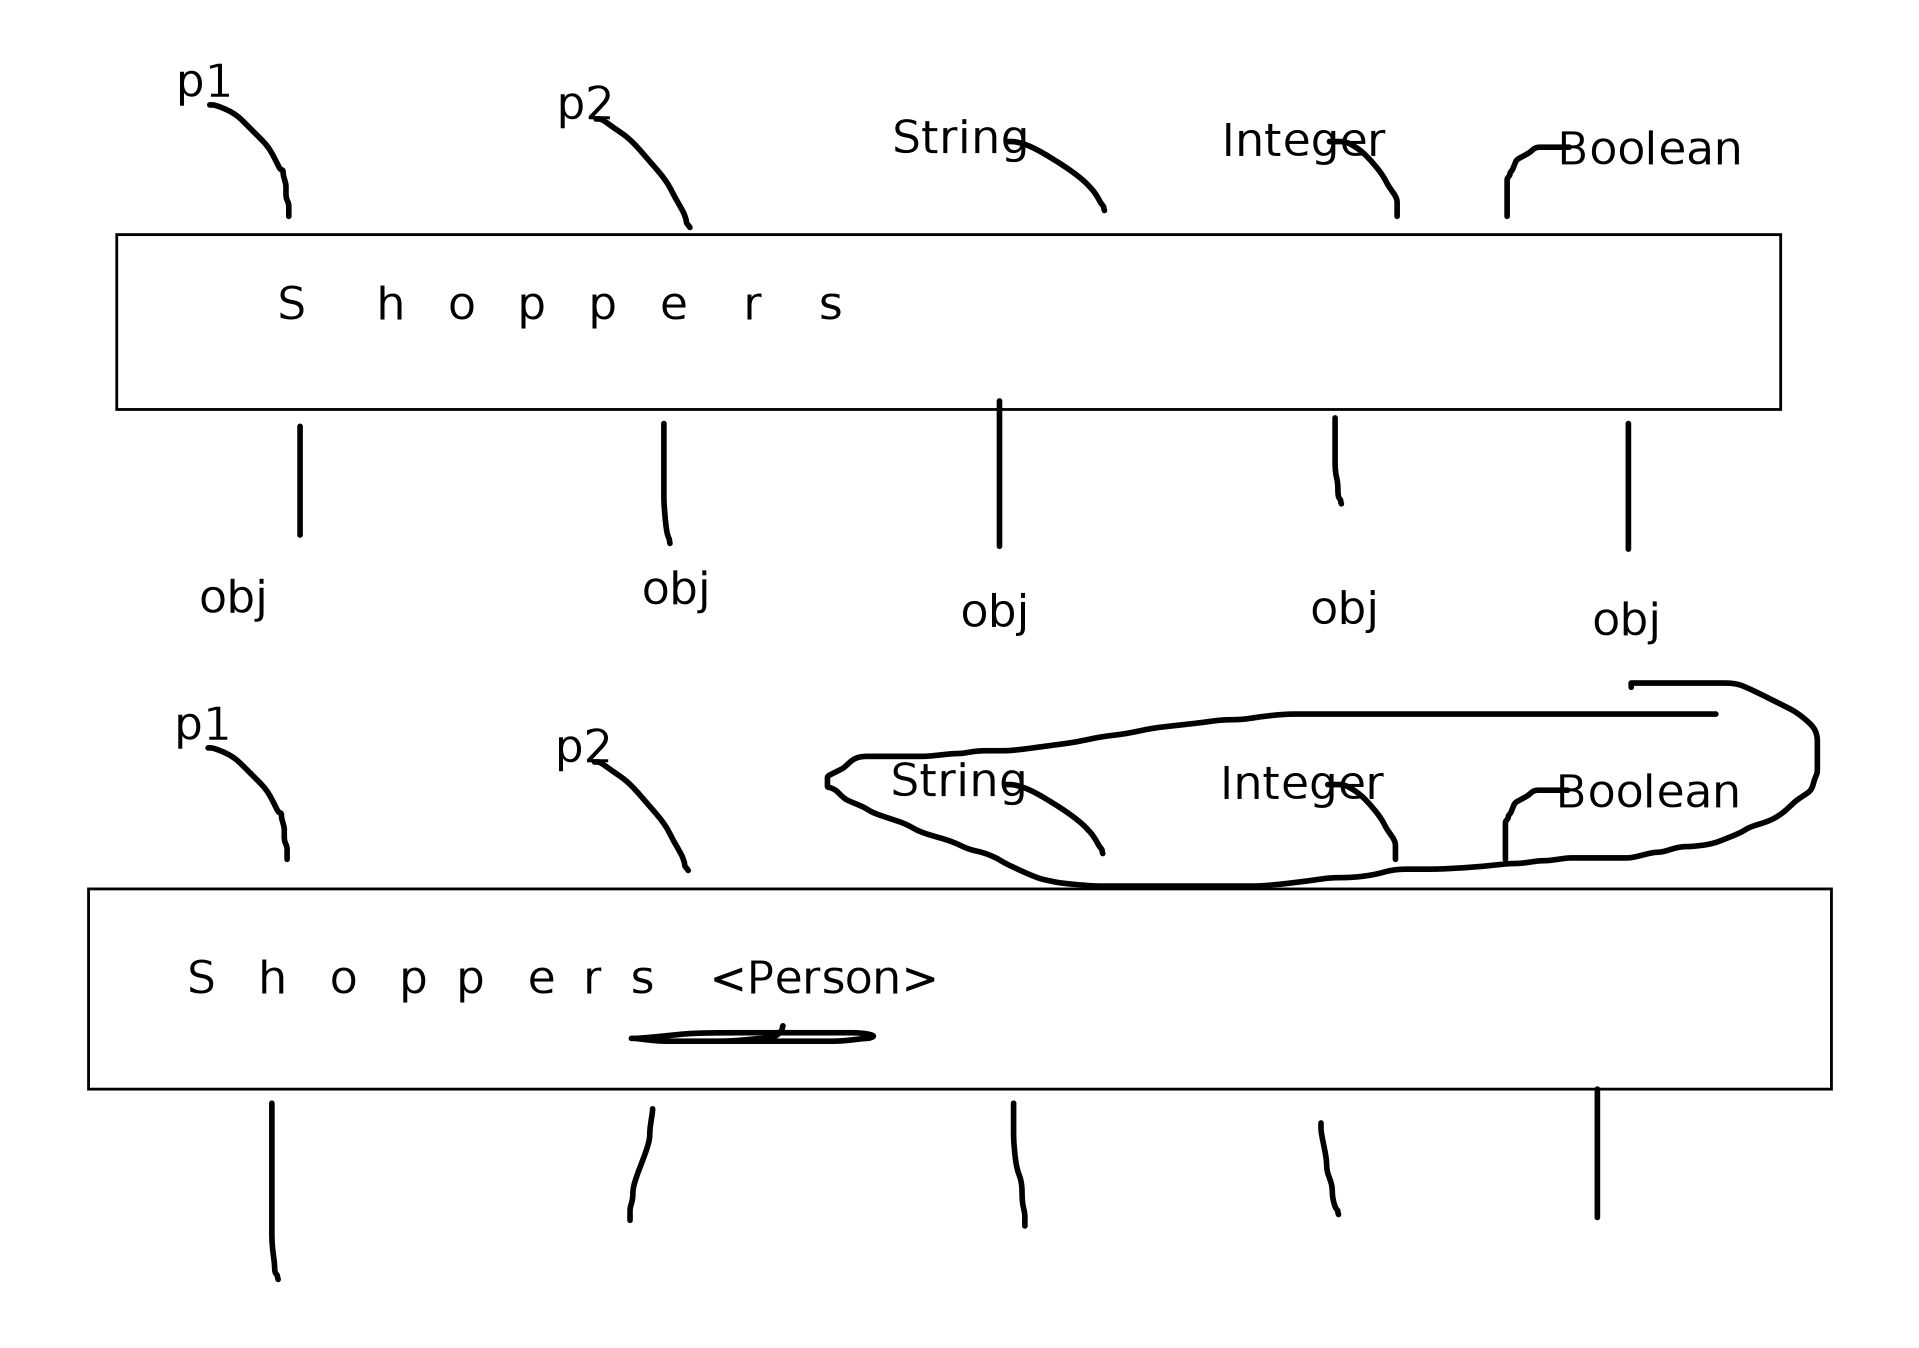 p1 p2 String Integer Boolean
S h o p p e r s
obj obj obj obj obj
p1 p2 String Integer Boolean
S h o p p e r s <Person>